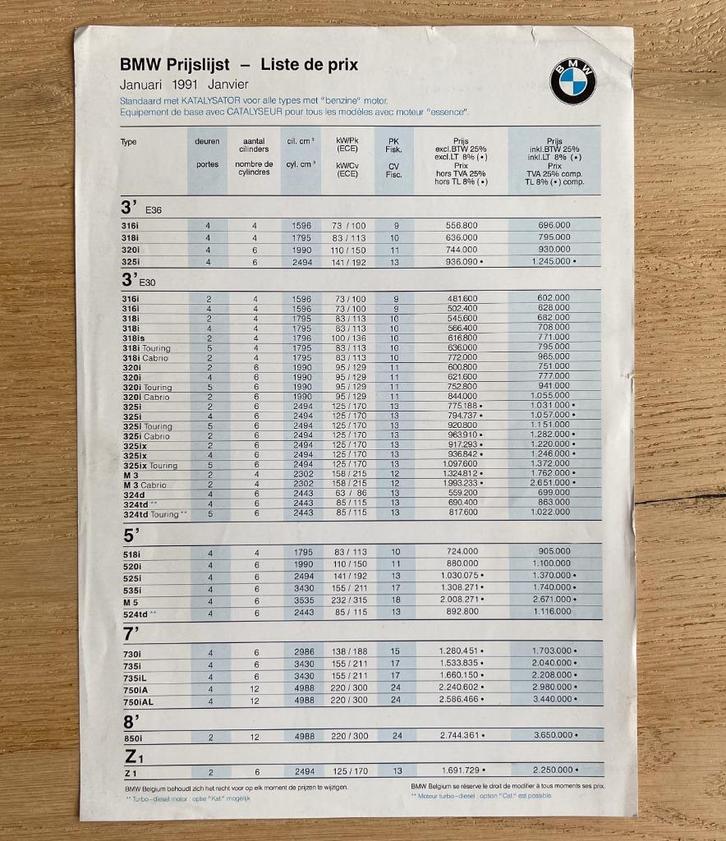 BMW Prijslijst – Liste de prix
Januari 1991 Janvier
BMW
Standaard met KATALYSATOR voor alle types met "benzine" motor.
Equipement de base avec CATALYSEUR pour tous les modèles avec moteur "essence".
Type deuren aantal cilinders cil. cm³ kW/Pk (ECE) PK Fisk. Prijs excl.BTW 25% excl.LT 8% (•) Prijs inkl.BTW 25% inkl.LT 8% (•)
portes nombre de cylindres cyl. cm³ kW/Cv (ECE) CV Fisc. Prix hors TVA 25% hors TL 8% (•) Prix TVA 25% comp. TL 8% (•) comp.
3' E36
316i 4 4 1596 73 / 100 9 556.800 696.000
318i 4 4 1795 83 / 113 10 636.000 795.000
320i 4 6 1990 110 / 150 11 744.000 930.000
325i 4 6 2494 141 / 192 13 936.090 • 1.245.000 •
3' E30
316i 2 4 1596 73 / 100 9 481.600 602.000
316i 4 4 1596 73 / 100 9 502.400 628.000
318i 2 4 1795 83 / 113 10 545.600 682.000
318i 4 4 1795 83 / 113 10 566.400 708.000
318is 2 4 1796 100 / 136 10 616.800 771.000
318i Touring 5 4 1795 83 / 113 10 636.000 795.000
318i Cabrio 2 4 1795 83 / 113 10 772.000 965.000
320i 2 6 1990 95 / 129 11 600.800 751.000
320i 4 6 1990 95 / 129 11 621.600 777.000
320i Touring 5 6 1990 95 / 129 11 752.800 941.000
320i Cabrio 2 6 1990 95 / 129 11 844.000 1.055.000
325i 2 6 2494 125 / 170 13 775.188 • 1.031.000 •
325i 4 6 2494 125 / 170 13 794.737 • 1.057.000 •
325i Touring 5 6 2494 125 / 170 13 920.800 1.151.000
325i Cabrio 2 6 2494 125 / 170 13 963.910 • 1.282.000 •
325ix 2 6 2494 125 / 170 13 917.293 • 1.220.000 •
325ix 4 6 2494 125 / 170 13 936.842 • 1.246.000 •
325ix Touring 5 6 2494 125 / 170 13 1.097.600 1.372.000
M 3 2 4 2302 158 / 215 12 1.324.812 • 1.762.000 •
M 3 Cabrio 2 4 2302 158 / 215 12 1.993.233 • 2.651.000 •
324d 4 6 2443 63 / 86 13 559.200 699.000
324td ** 4 6 2443 85 / 115 13 690.400 863.000
324td Touring ** 5 6 2443 85 / 115 13 817.600 1.022.000
5'
518i 4 4 1795 83 / 113 10 724.000 905.000
520i 4 6 1990 110 / 150 11 880.000 1.100.000
525i 4 6 2494 141 / 192 13 1.030.075 • 1.370.000 •
535i 4 6 3430 155 / 211 17 1.308.271 • 1.740.000 •
M 5 4 6 3535 232 / 315 18 2.008.271 • 2.671.000 •
524td ** 4 6 2443 85 / 115 13 892.800 1.116.000
7'
730i 4 6 2986 138 / 188 15 1.280.451 • 1.703.000 •
735i 4 6 3430 155 / 211 17 1.533.835 • 2.040.000 •
735iL 4 6 3430 155 / 211 17 1.660.150 • 2.208.000 •
750iA 4 12 4988 220 / 300 24 2.240.602 • 2.980.000 •
750iAL 4 12 4988 220 / 300 24 2.586.466 • 3.440.000 •
8'
850i 2 12 4988 220 / 300 24 2.744.361 • 3.650.000 •
Z1
Z 1 2 6 2494 125 / 170 13 1.691.729 • 2.250.000 •
BMW Belgium behoudt zich het recht voor op elk moment de prijzen te wijzigen. BMW Belgium se réserve le droit de modifier à tous moments ses prix.
** Turbo-diesel motor : optie "Kat." mogelijk ** Moteur turbo-diesel : option "Cat." est possible.